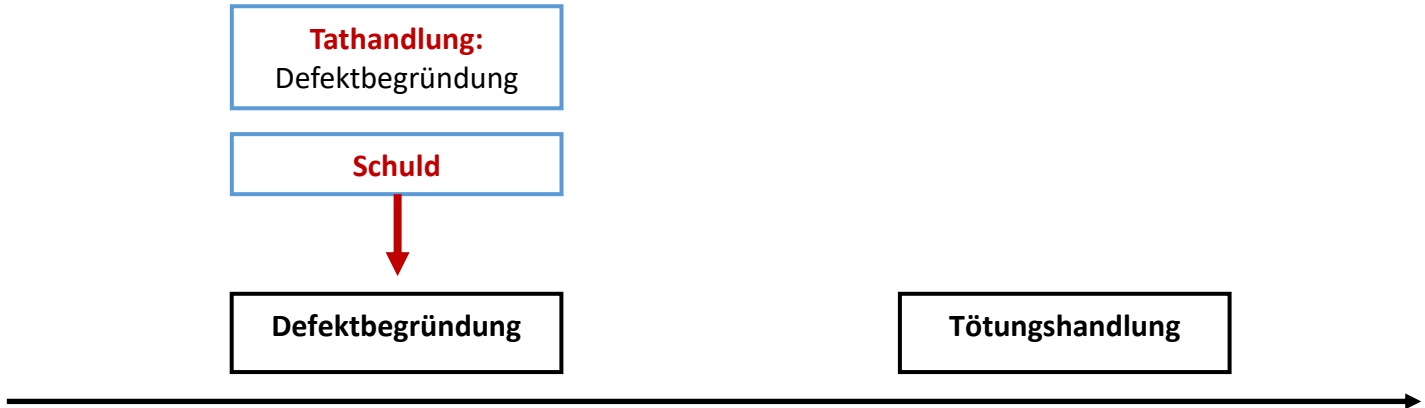 Tathandlung:
Defektbegründung
Schuld
Defektbegründung
Tötungshandlung